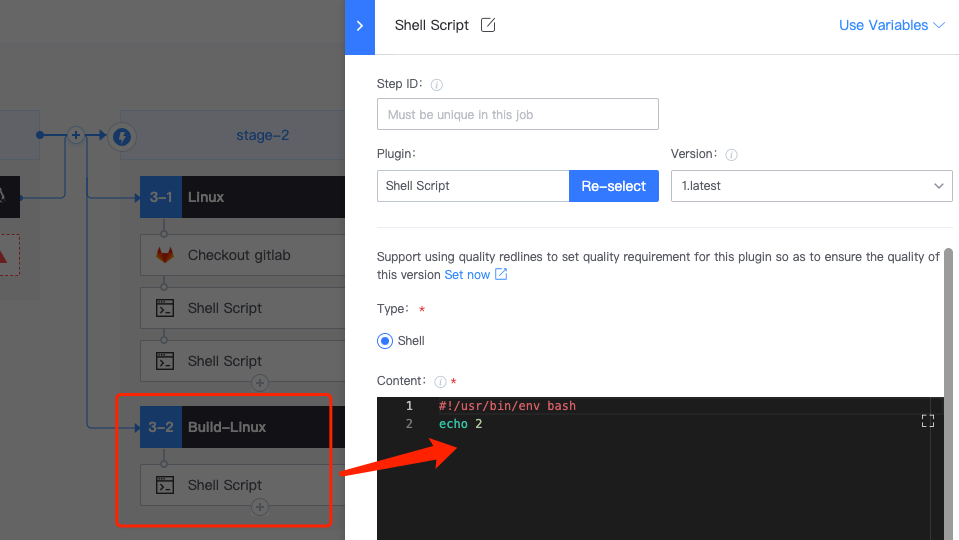 Shell Script
Use Variables
Step ID:
Must be unique in this job
Plugin:
Version:
Shell Script
Re-select
1.latest
Support using quality redlines to set quality requirement for this plugin so as to ensure the quality of
this version Set now
Type: *
Shell
Content: *
1 #!/usr/bin/env bash
2 echo 2
stage-2
3-1 Linux
Checkout gitlab
Shell Script
Shell Script
3-2 Build-Linux
Shell Script